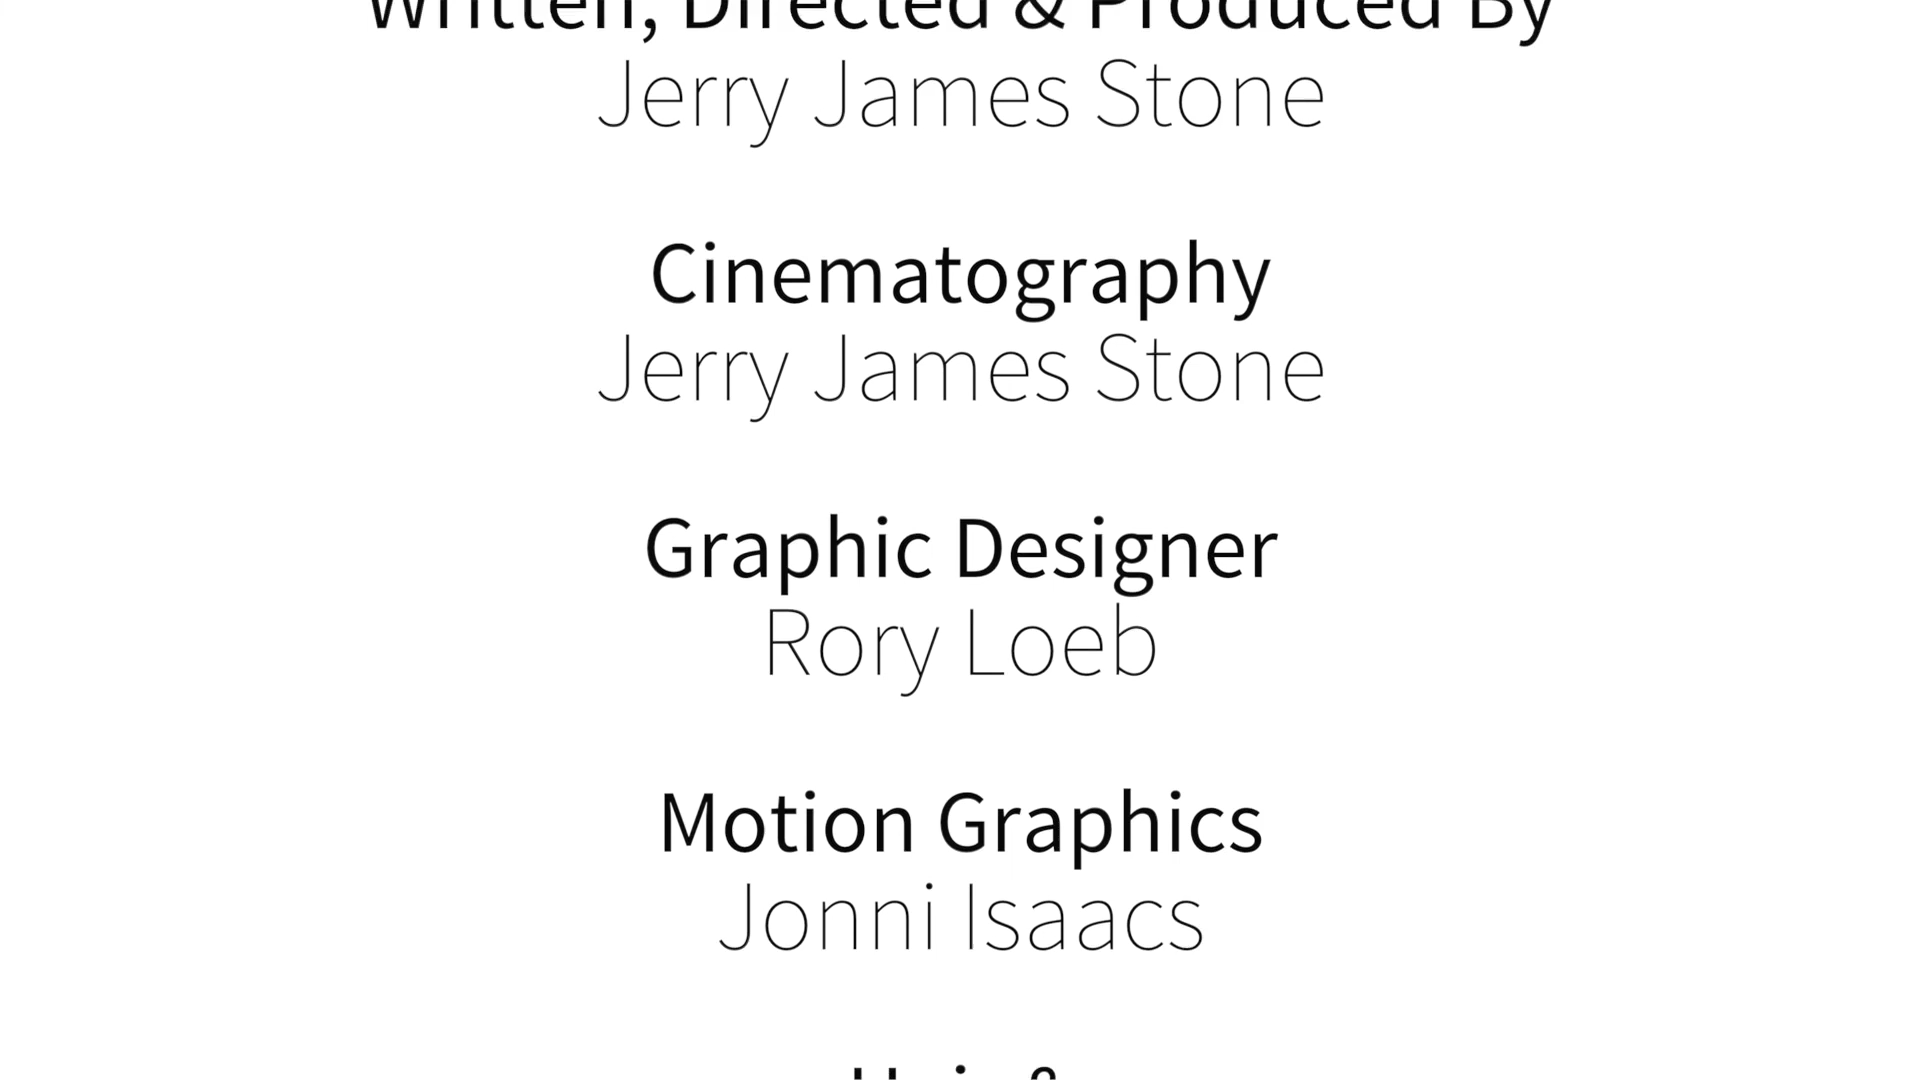 Written, Directed & Produced By
Jerry James Stone
Cinematography
Jerry James Stone
Graphic Designer
Rory Loeb
Motion Graphics
Jonni Isaacs